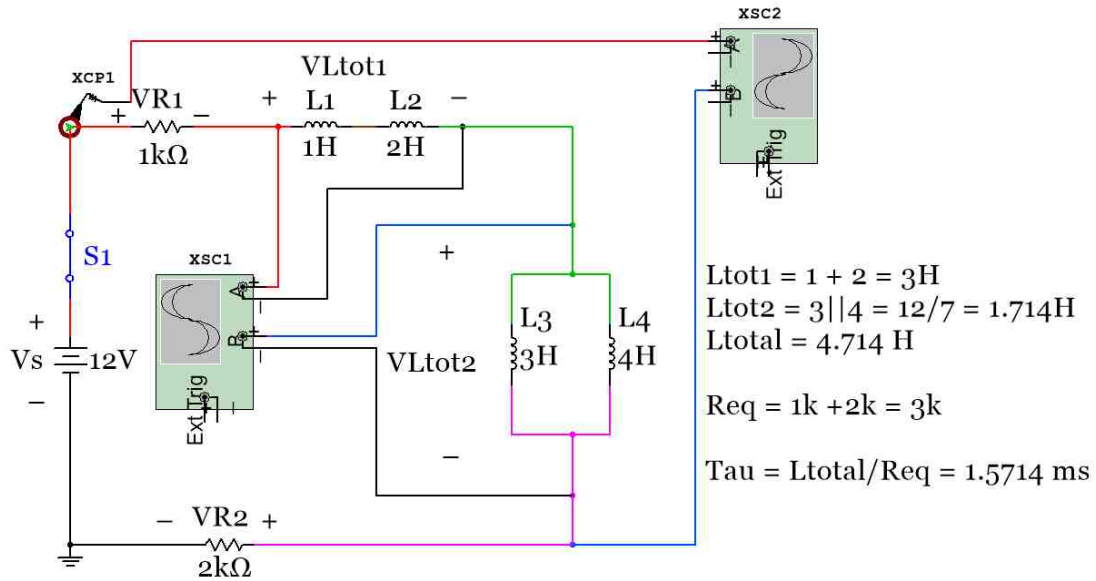 XSC2
XCP1
VLtot1
A
VR1
+ − + L1 L2 −
B
1kΩ 1H 2H
Ext Trig
S1
XSC1
+
A
L3 L4
+
B
Vs 12V
VLtot2
3H 4H
−
Ext Trig
−
− VR2 +
2kΩ
Ltot1 = 1 + 2 = 3H
Ltot2 = 3||4 = 12/7 = 1.714H
Ltotal = 4.714 H
Req = 1k +2k = 3k
Tau = Ltotal/Req = 1.5714 ms